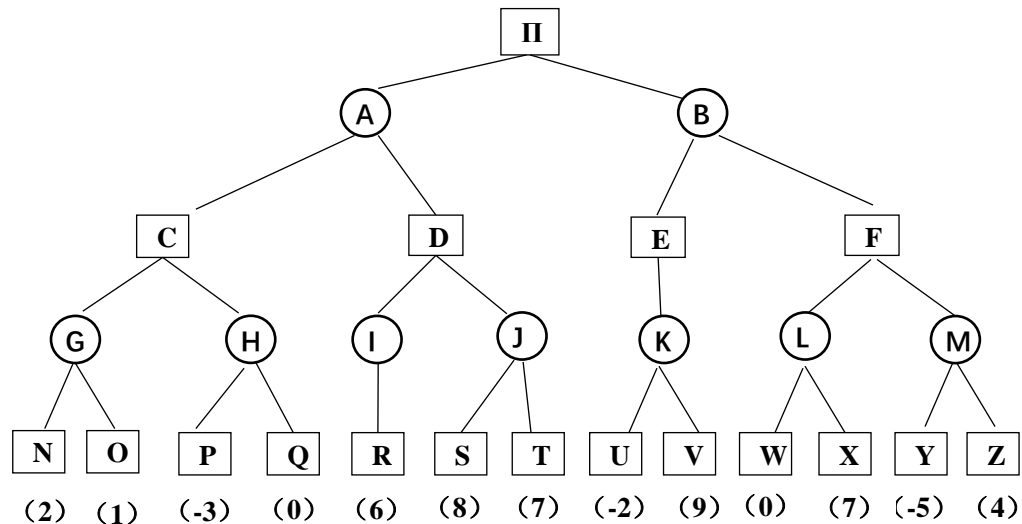 Π
A B
C D E F
G H I J K L M
N O P Q R S T U V W X Y Z
（2） （1） （-3） （0） （6） （8） （7） （-2） （9） （0） （7） （-5） （4）